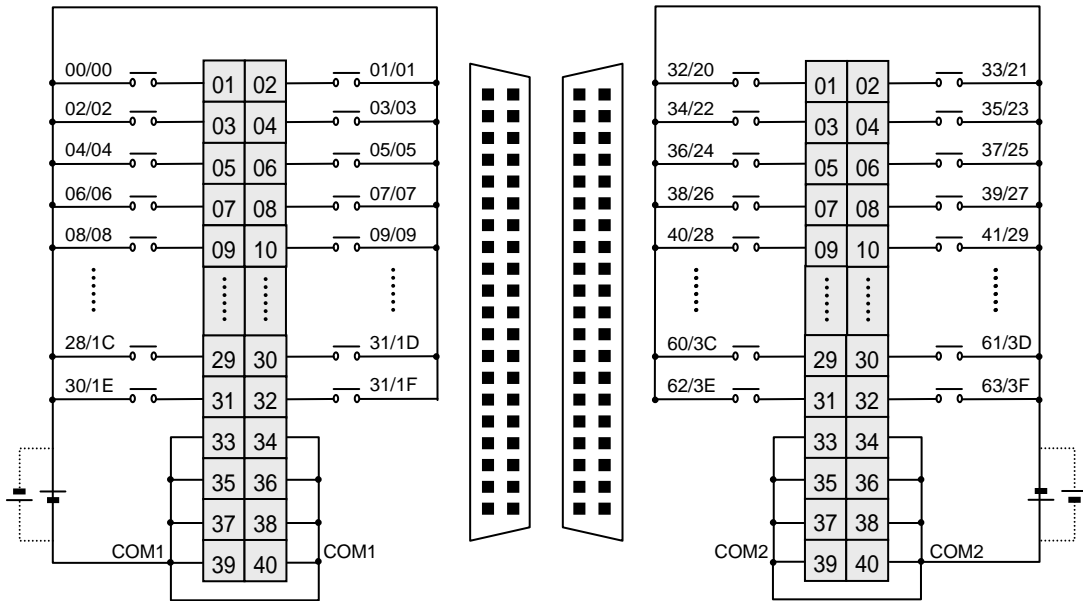 00/00 01 02 01/01 32/20 01 02 33/21
02/02 03 04 03/03 34/22 03 04 35/23
04/04 05 06 05/05 36/24 05 06 37/25
06/06 07 08 07/07 38/26 07 08 39/27
08/08 09 10 09/09 40/28 09 10 41/29
28/1C 29 30 31/1D 60/3C 29 30 61/3D
30/1E 31 32 31/1F 62/3E 31 32 63/3F
33 34 33 34
35 36 35 36
37 38 37 38
COM1 39 40 COM1 COM2 39 40 COM2